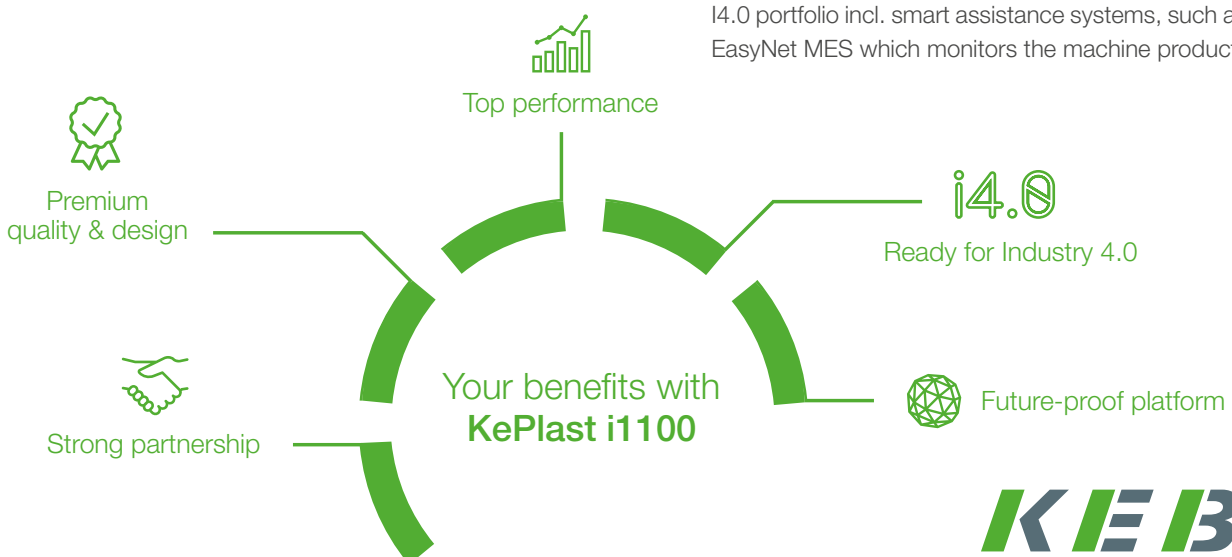 I4.0 portfolio incl. smart assistance systems, such a
EasyNet MES which monitors the machine product
Top performance
Premium
quality & design
i4.0
Ready for Industry 4.0
Your benefits with
KePlast i1100
Future-proof platform
Strong partnership
KEB